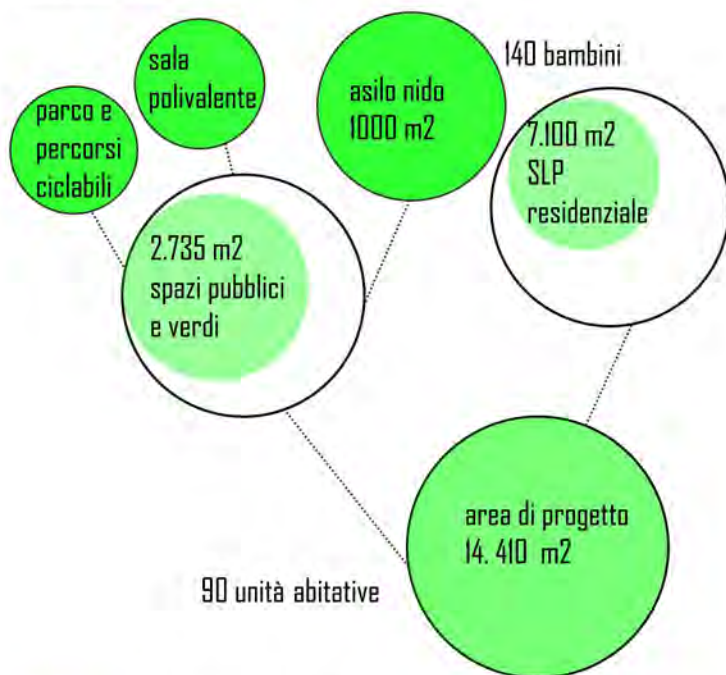 sala
polivalente
parco e
percorsi
ciclabili
asilo nido
1000 m2
140 bambini
7.100 m2
SLP
residenziale
2.735 m2
spazi pubblici
e verdi
area di progetto
14. 410 m2
90 unità abitative